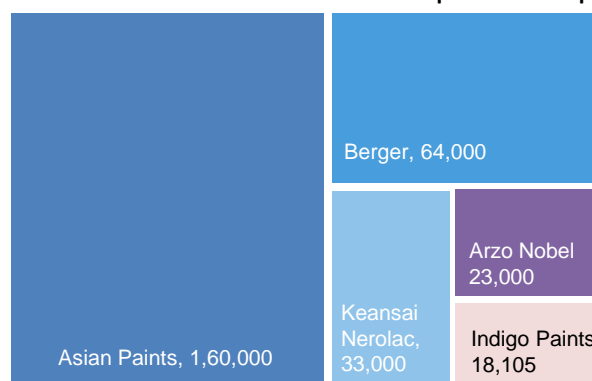 Berger, 64,000
Arzo Nobel
23,000
Keansai
Nerolac,
33,000
Asian Paints, 1,60,000
Indigo Paints
18,105